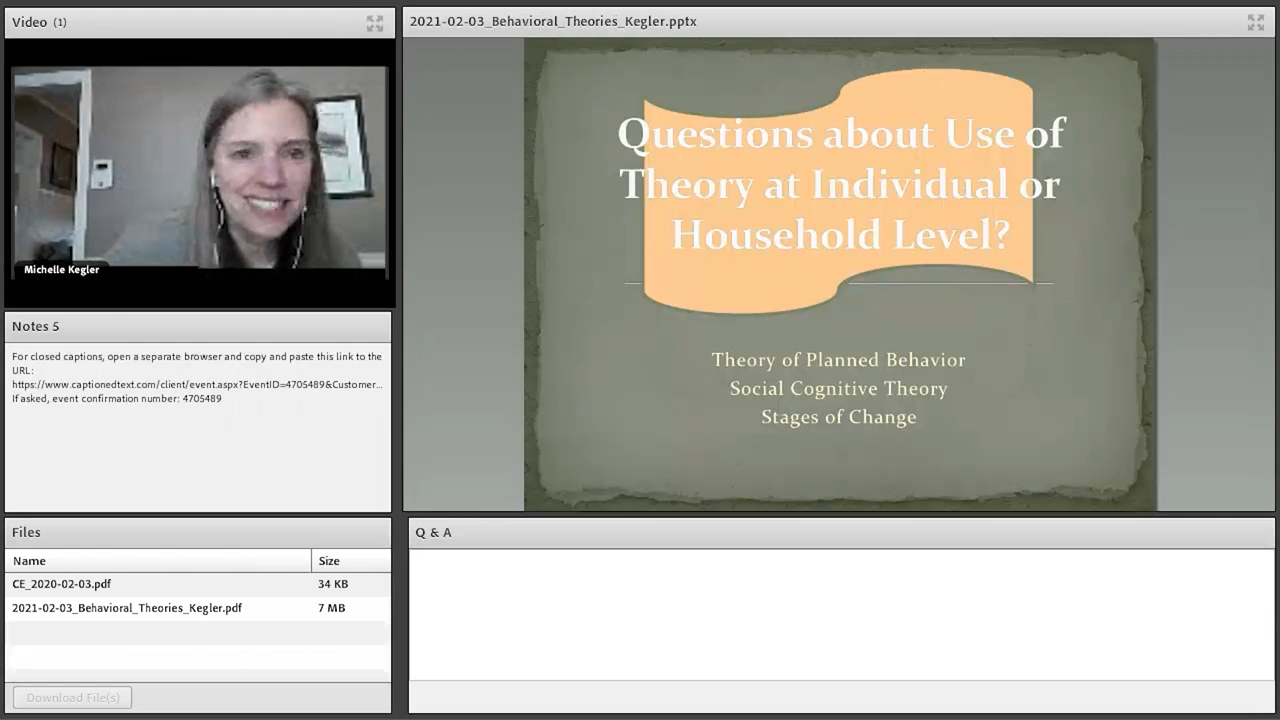 Video (1)
Michelle Kegler
Notes 5
For closed captions, open a separate browser and copy and paste this link to the
URL:
https://www.captionedtext.com/client/event.aspx?EventID=4705489&Customer...
If asked, event confirmation number: 4705489
Files
Name Size
CE_2020-02-03.pdf 34 KB
2021-02-03_Behavioral_Theories_Kegler.pdf 7 MB
Download File(s)
2021-02-03_Behavioral_Theories_Kegler.pptx
Questions about Use of
Theory at Individual or
Household Level?
Theory of Planned Behavior
Social Cognitive Theory
Stages of Change
Q & A